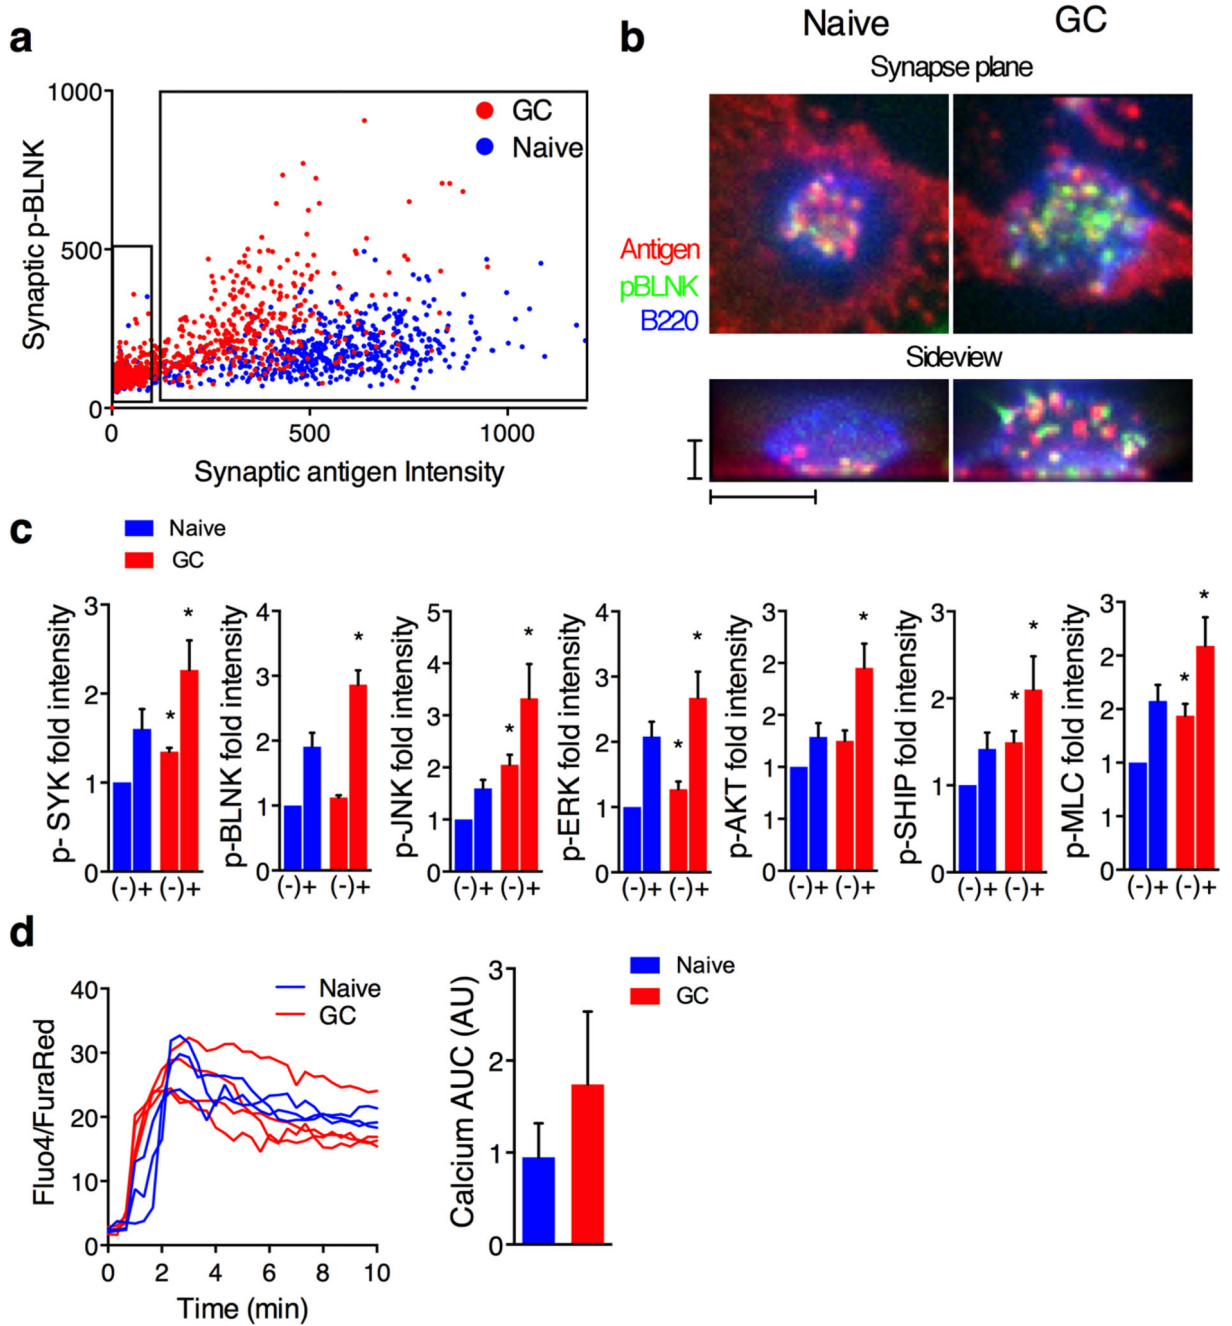 a
Synaptic p-BLNK
1000
500
0
GC
Naive
0 500 1000
Synaptic antigen Intensity
b
Naive GC
Synapse plane
Antigen
pBLNK
B220
Sideview
c
Naive
GC
p- SYK fold intensity
3
2
1
0
*
*
(-)+ (-)+
p-BLNK fold intensity
4
3
2
1
0
*
(-)+ (-)+
p-JNK fold intensity
5
4
3
2
1
0
*
*
(-)+ (-)+
p-ERK fold intensity
4
3
2
1
0
*
*
(-)+ (-)+
p-AKT fold intensity
3
2
2
1
1
0
*
(-)+ (-)+
p-SHIP fold intensity
3
2
1
0
*
*
(-)+ (-)+
p-MLC fold intensity
3
2
2
1
1
0
*
*
(-)+ (-)+
d
Fluo4/FuraRed
40
30
20
10
0
Naive
GC
0 2 4 6 8 10
Time (min)
Calcium AUC (AU)
3
2
1
0
Naive
GC